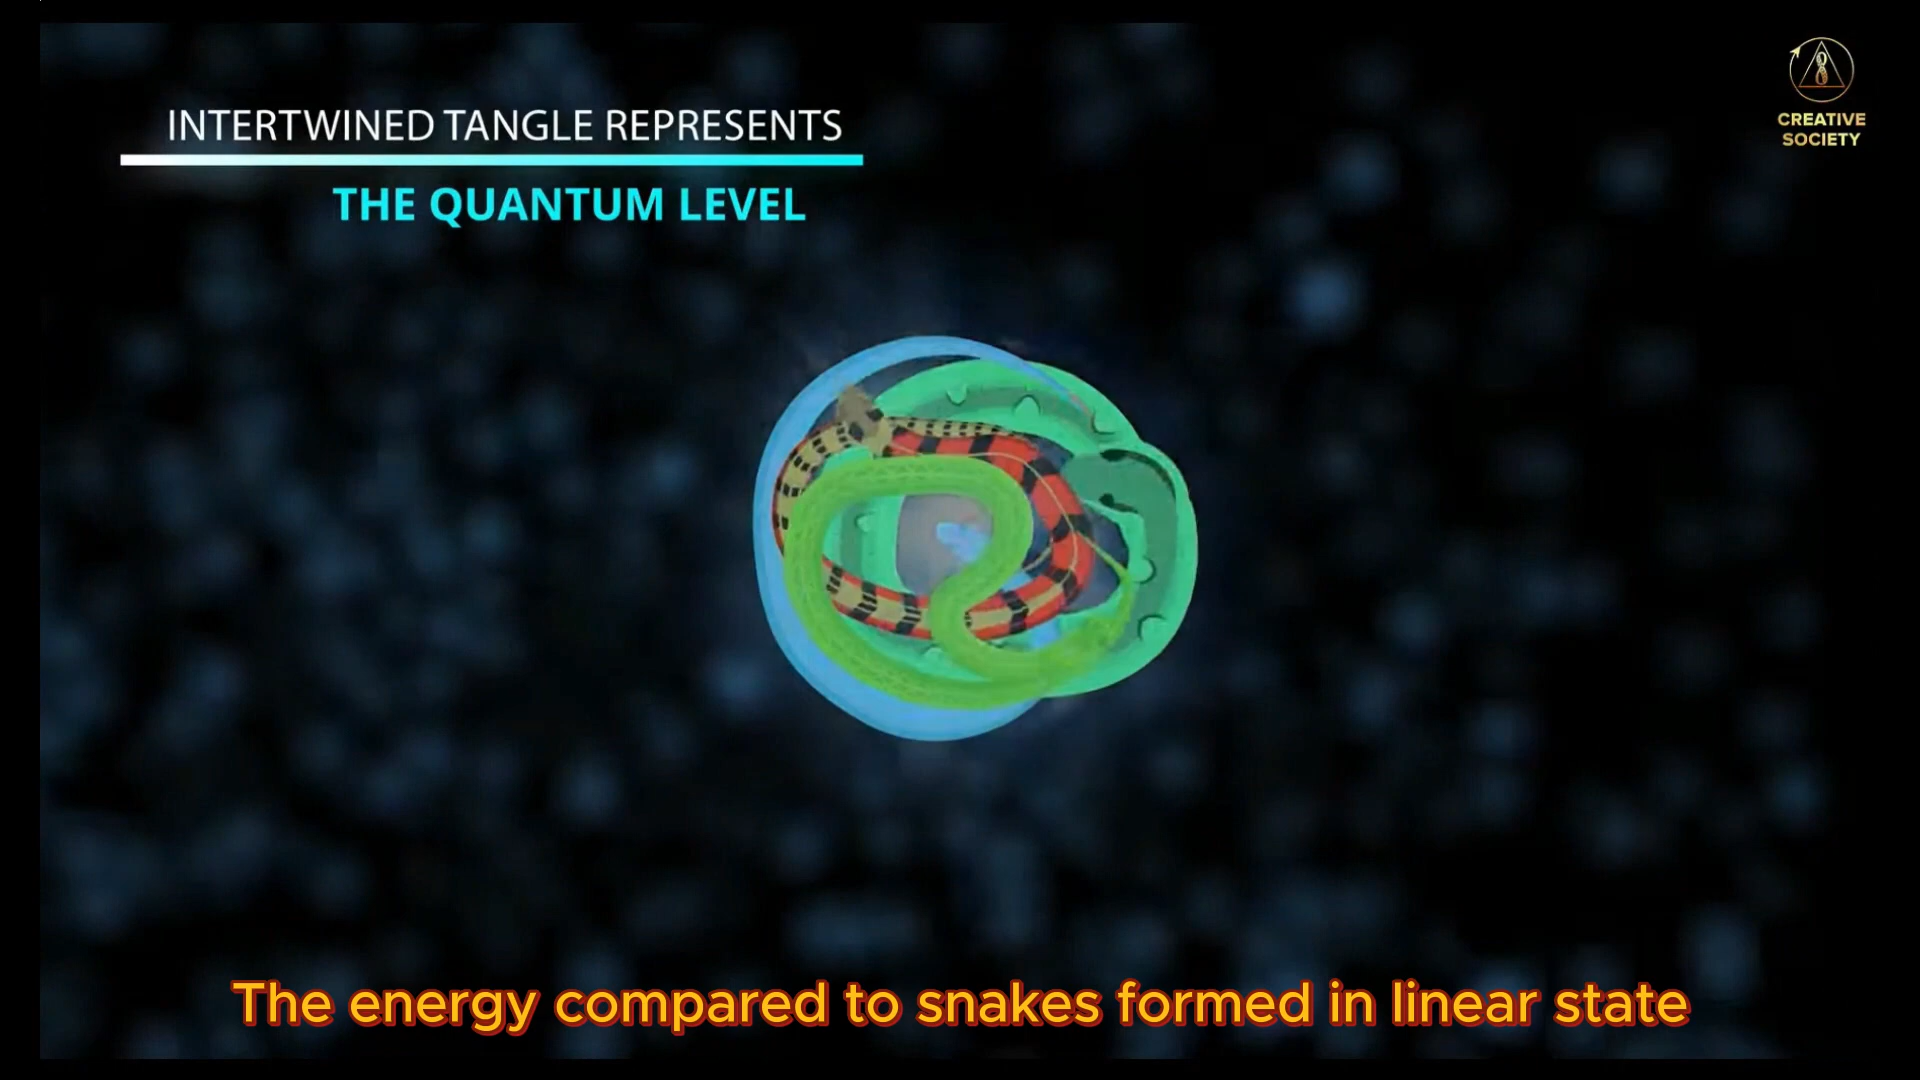 INTERTWINED TANGLE REPRESENTS
THE QUANTUM LEVEL
CREATIVE
SOCIETY
The energy compared to snakes formed in linear state